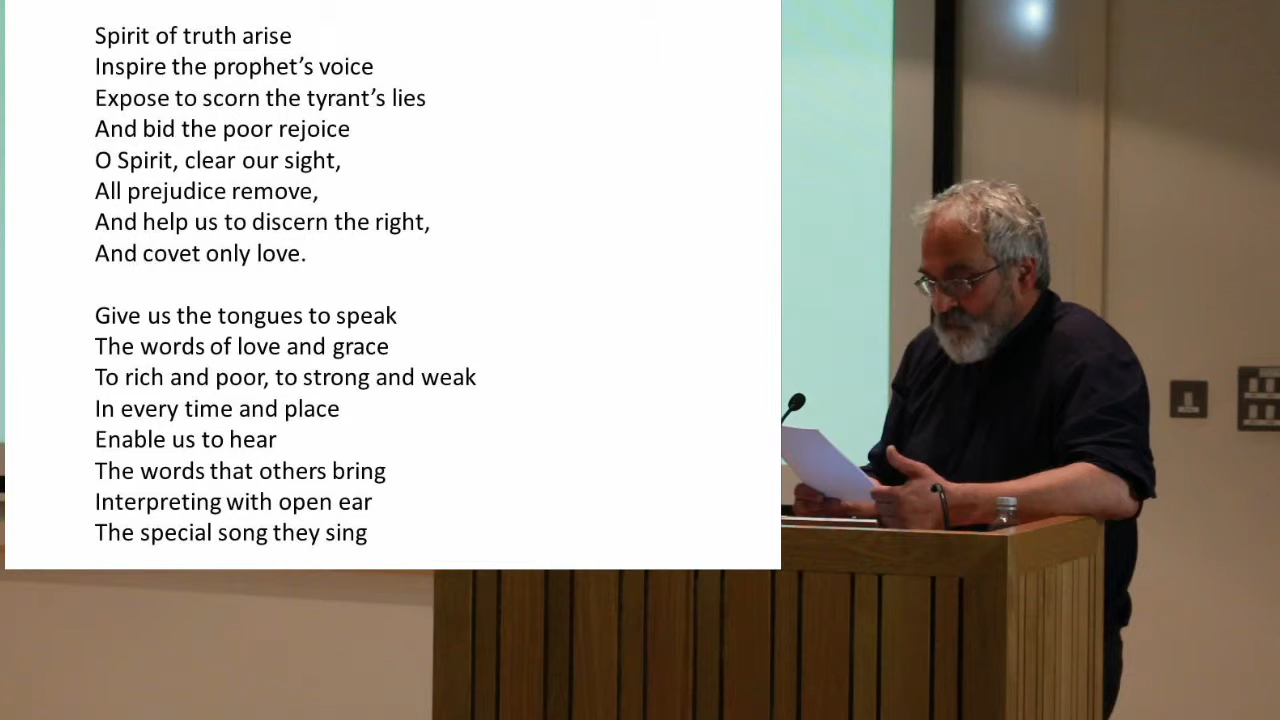 Spirit of truth arise
Inspire the prophet’s voice
Expose to scorn the tyrant’s lies
And bid the poor rejoice
O Spirit, clear our sight,
All prejudice remove,
And help us to discern the right,
And covet only love.
Give us the tongues to speak
The words of love and grace
To rich and poor, to strong and weak
In every time and place
Enable us to hear
The words that others bring
Interpreting with open ear
The special song they sing